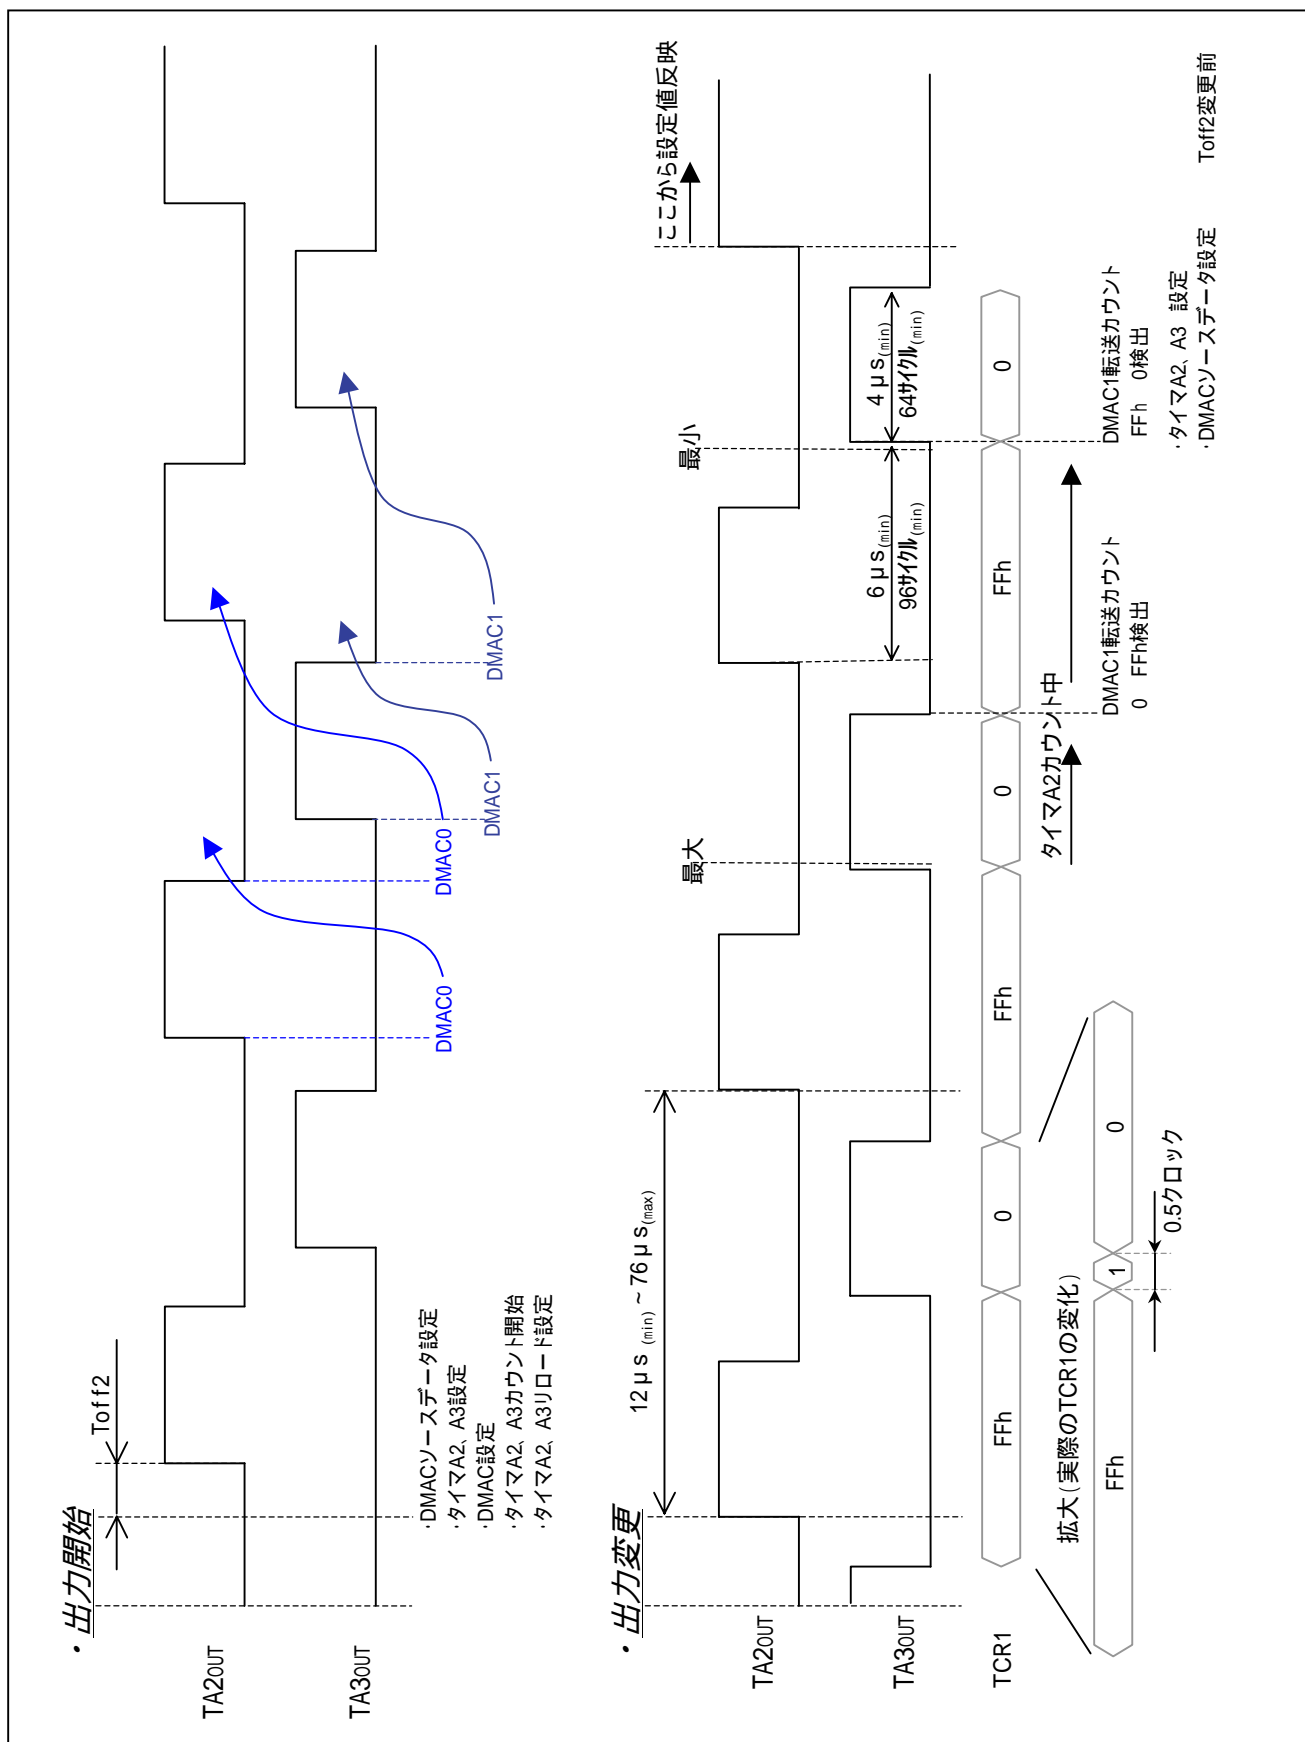 ・出力開始
Toff2
TA2OUT
TA3OUT
DMAC0
DMAC0
DMAC1
DMAC1
・DMACソースデータ設定
・タイマA2、A3設定
・DMAC設定
・タイマA2、A3カウント開始
・タイマA2、A3リロード設定
・出力変更
ここから設定値反映
12μs(min) ~ 76μs(max)
最大
最小
TA2OUT
6μs(min)
96サイクル(min)
4μs(min)
64サイクル(min)
TA3OUT
TCR1
FFh
0
FFh
0
FFh
0
タイマA2カウント中
拡大(実際のTCR1の変化)
FFh
1
0
0.5クロック
DMAC1転送カウント
0 FFh検出
DMAC1転送カウント
FFh 0検出
・タイマA2、A3 設定
・DMACソースデータ設定 Toff2変更前